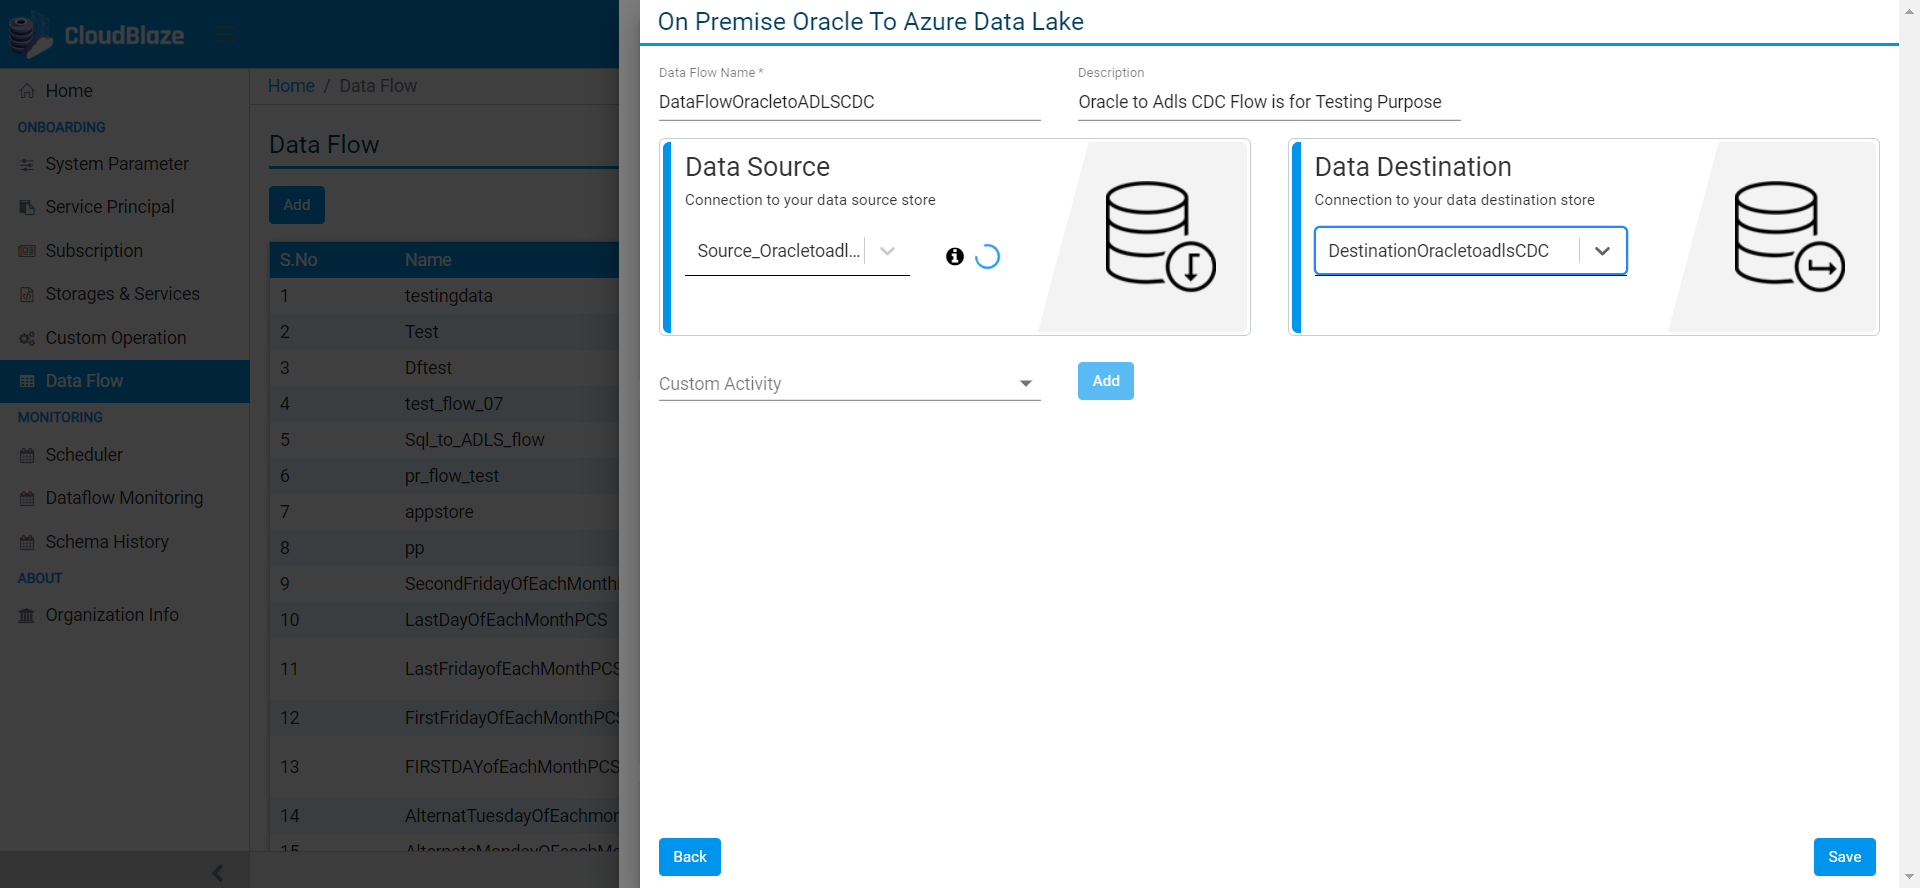 CloudBlaze
Home
ONBOARDING
System Parameter
Service Principal
Subscription
Storages & Services
Custom Operation
Data Flow
MONITORING
Scheduler
Dataflow Monitoring
Schema History
ABOUT
Organization Info
Home / Data Flow
Data Flow
Add
S.No Name
1 testingdata
2 Test
3 Dftest
4 test_flow_07
5 Sql_to_ADLS_flow
6 pr_flow_test
7 appstore
8 pp
9 SecondFridayOfEachMonth
10 LastDayOfEachMonthPCS
11 LastFridayofEachMonthPCS
12 FirstFridayOfEachMonthPCS
13 FIRSTDAYofEachMonthPCS
14 AlternatTuesdayOfEachmon
15
On Premise Oracle To Azure Data Lake
Data Flow Name *
DataFlowOracletoADLSCDC
Description
Oracle to Adls CDC Flow is for Testing Purpose
Data Source
Connection to your data source store
Source_Oracletoadl...
Data Destination
Connection to your data destination store
DestinationOracletoadlsCDC
Custom Activity
Add
Back
Save